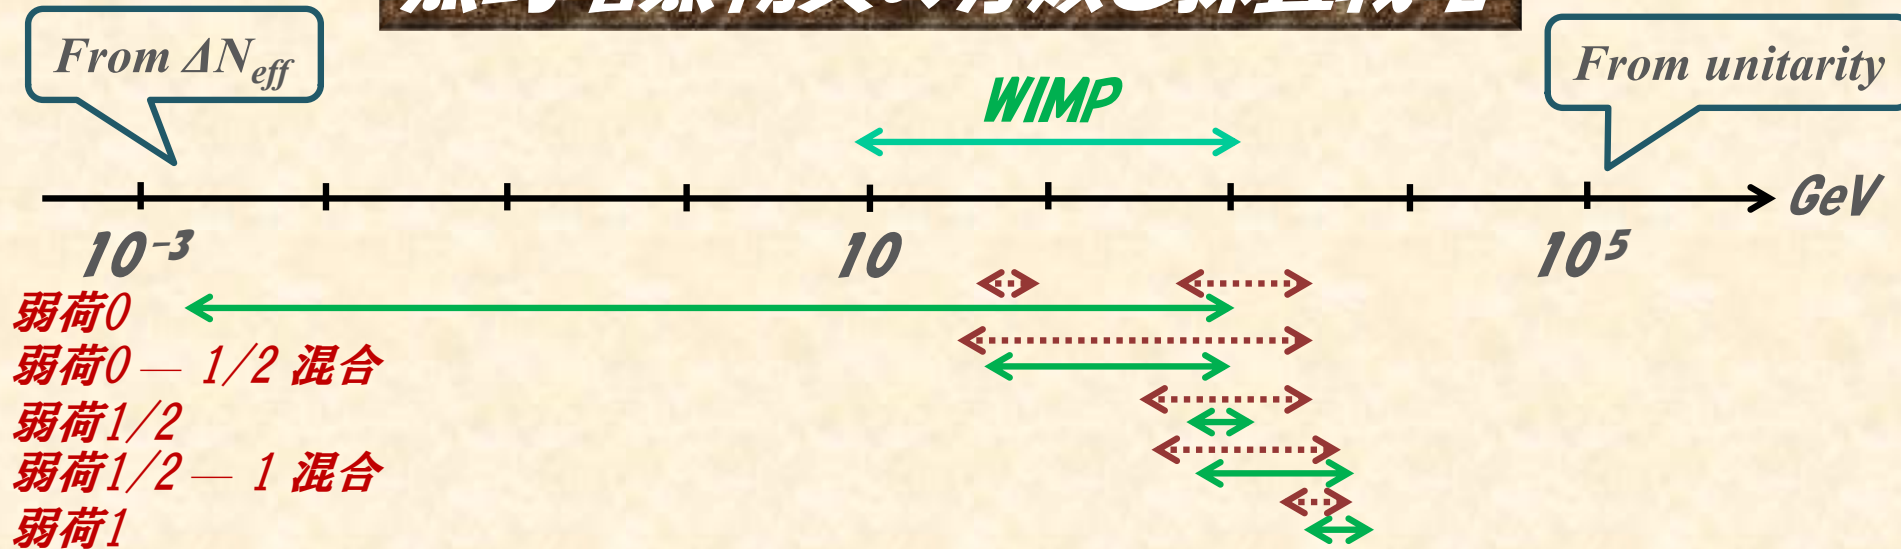 From ΔNeff
From unitarity
WIMP
GeV
10⁻³
10
10⁵
弱荷0
弱荷0 — 1/2 混合
弱荷1/2
弱荷1/2 — 1 混合
弱荷1